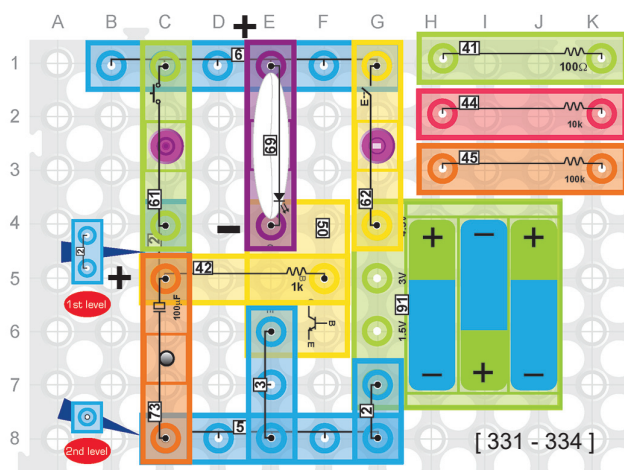 A B C D E F G H I J K
+
1 6 41 100Ω
E
2 44 10k
3 69 45 100k
61 62
4 - 50 + - +
2
1st level
+
5 42 1k B 3V
100µF 91
6 1.5V
B
E
7 3 2 - + -
73
8 5
2nd level
[ 331 - 334 ]